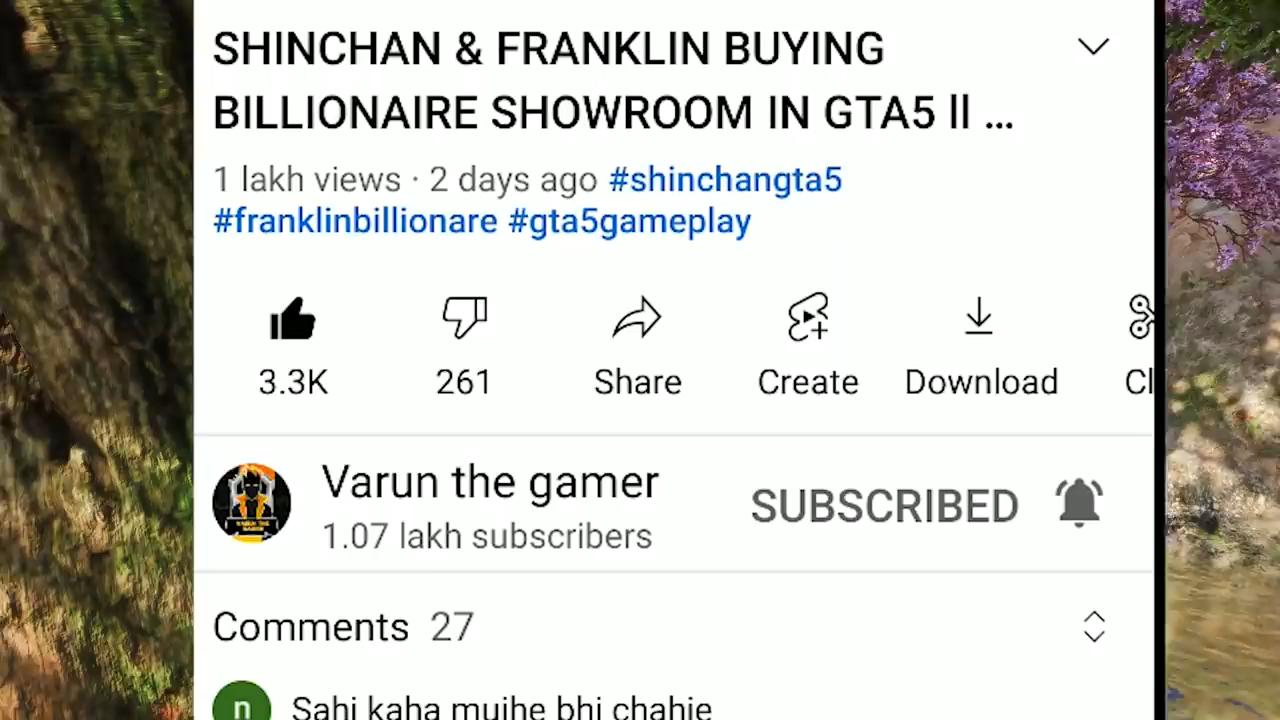 SHINCHAN & FRANKLIN BUYING
BILLIONAIRE SHOWROOM IN GTA5 ll ...
1 lakh views · 2 days ago #shinchangta5
#franklinbillionare #gta5gameplay
3.3K 261 Share Create Download Cl
Varun the gamer
1.07 lakh subscribers
SUBSCRIBED
Comments 27
n Sahi kaha mujhe bhi chahie